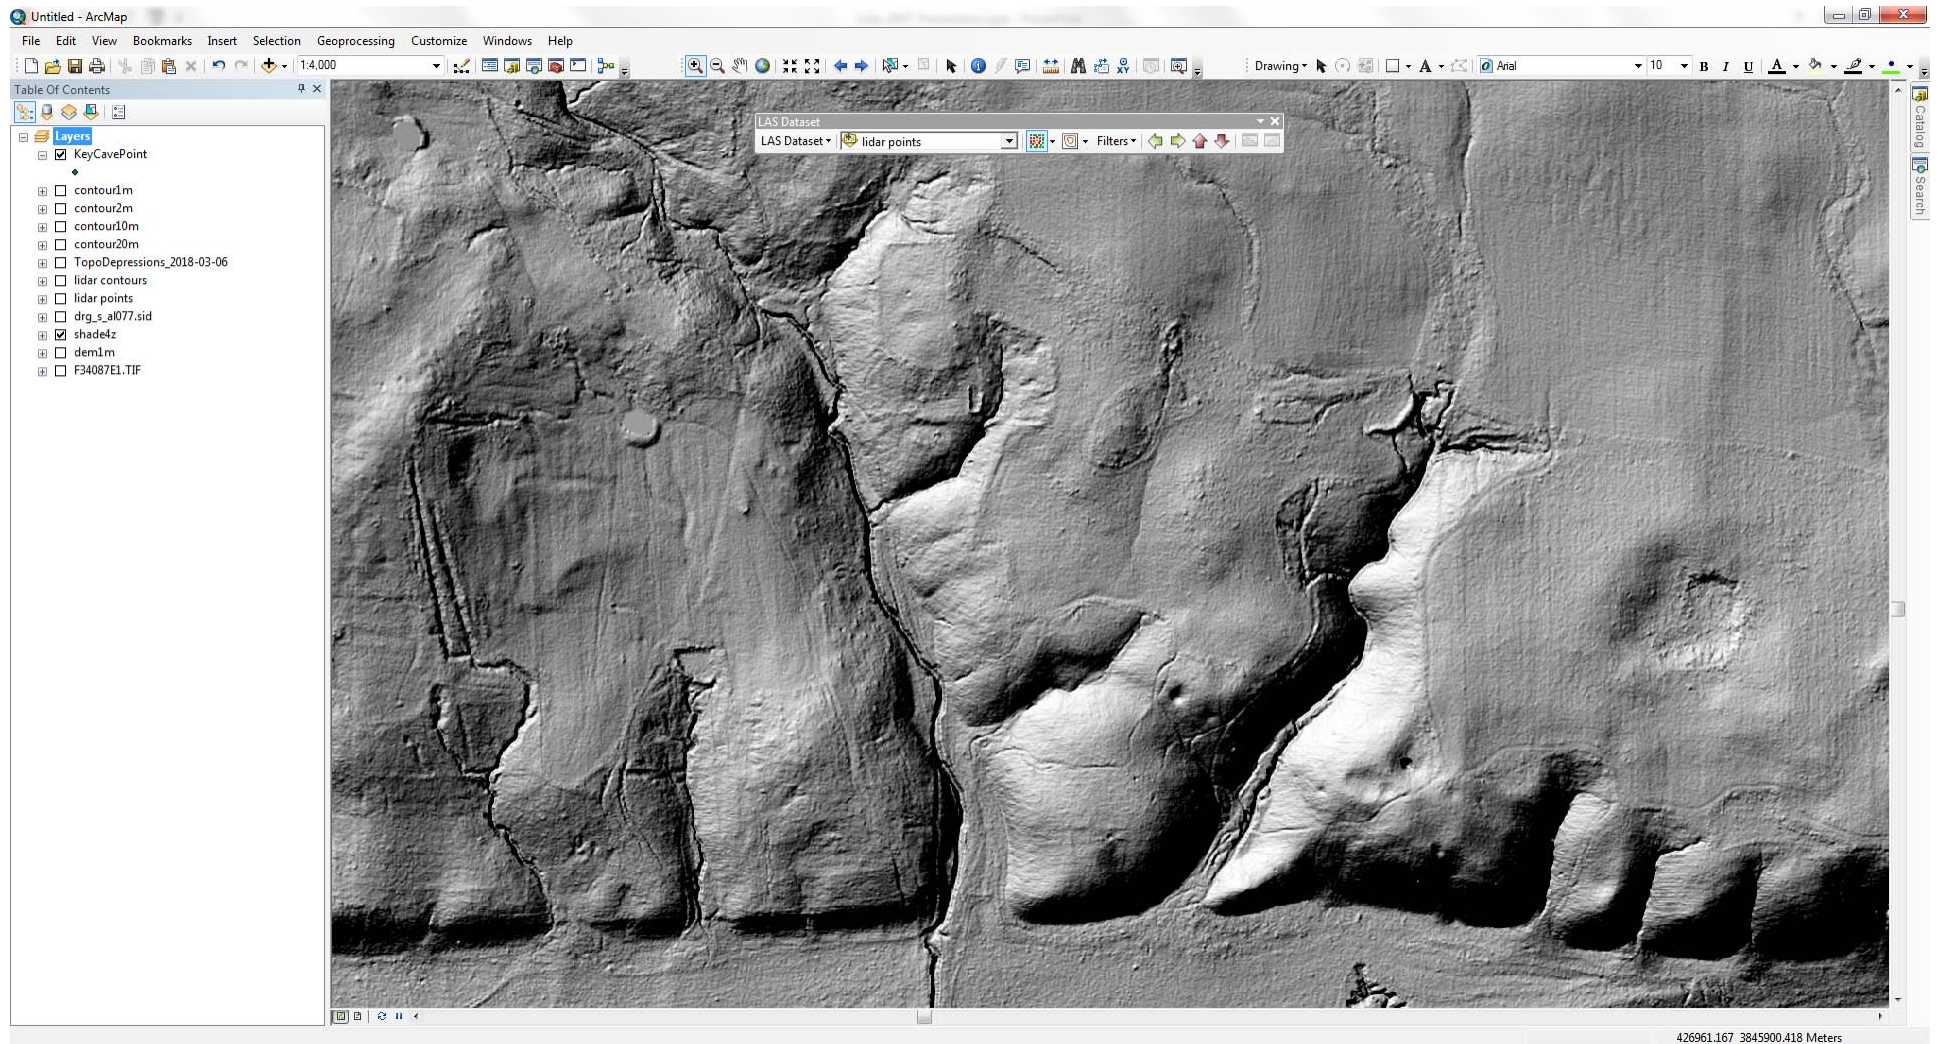 Untitled - ArcMap
File Edit View Bookmarks Insert Selection Geoprocessing Customize Windows Help
1:4,000
Drawing
A
Arial
10
B I U A
Table Of Contents
Layers
KeyCavePoint
contour1m
contour2m
contour10m
contour20m
TopoDepressions_2018-03-06
lidar contours
lidar points
drg_s_al077.sid
shade4z
dem1m
F34087E1.TIF
LAS Dataset
LAS Dataset
lidar points
Filters
Catalog
Search
426961.167 3845900.418 Meters